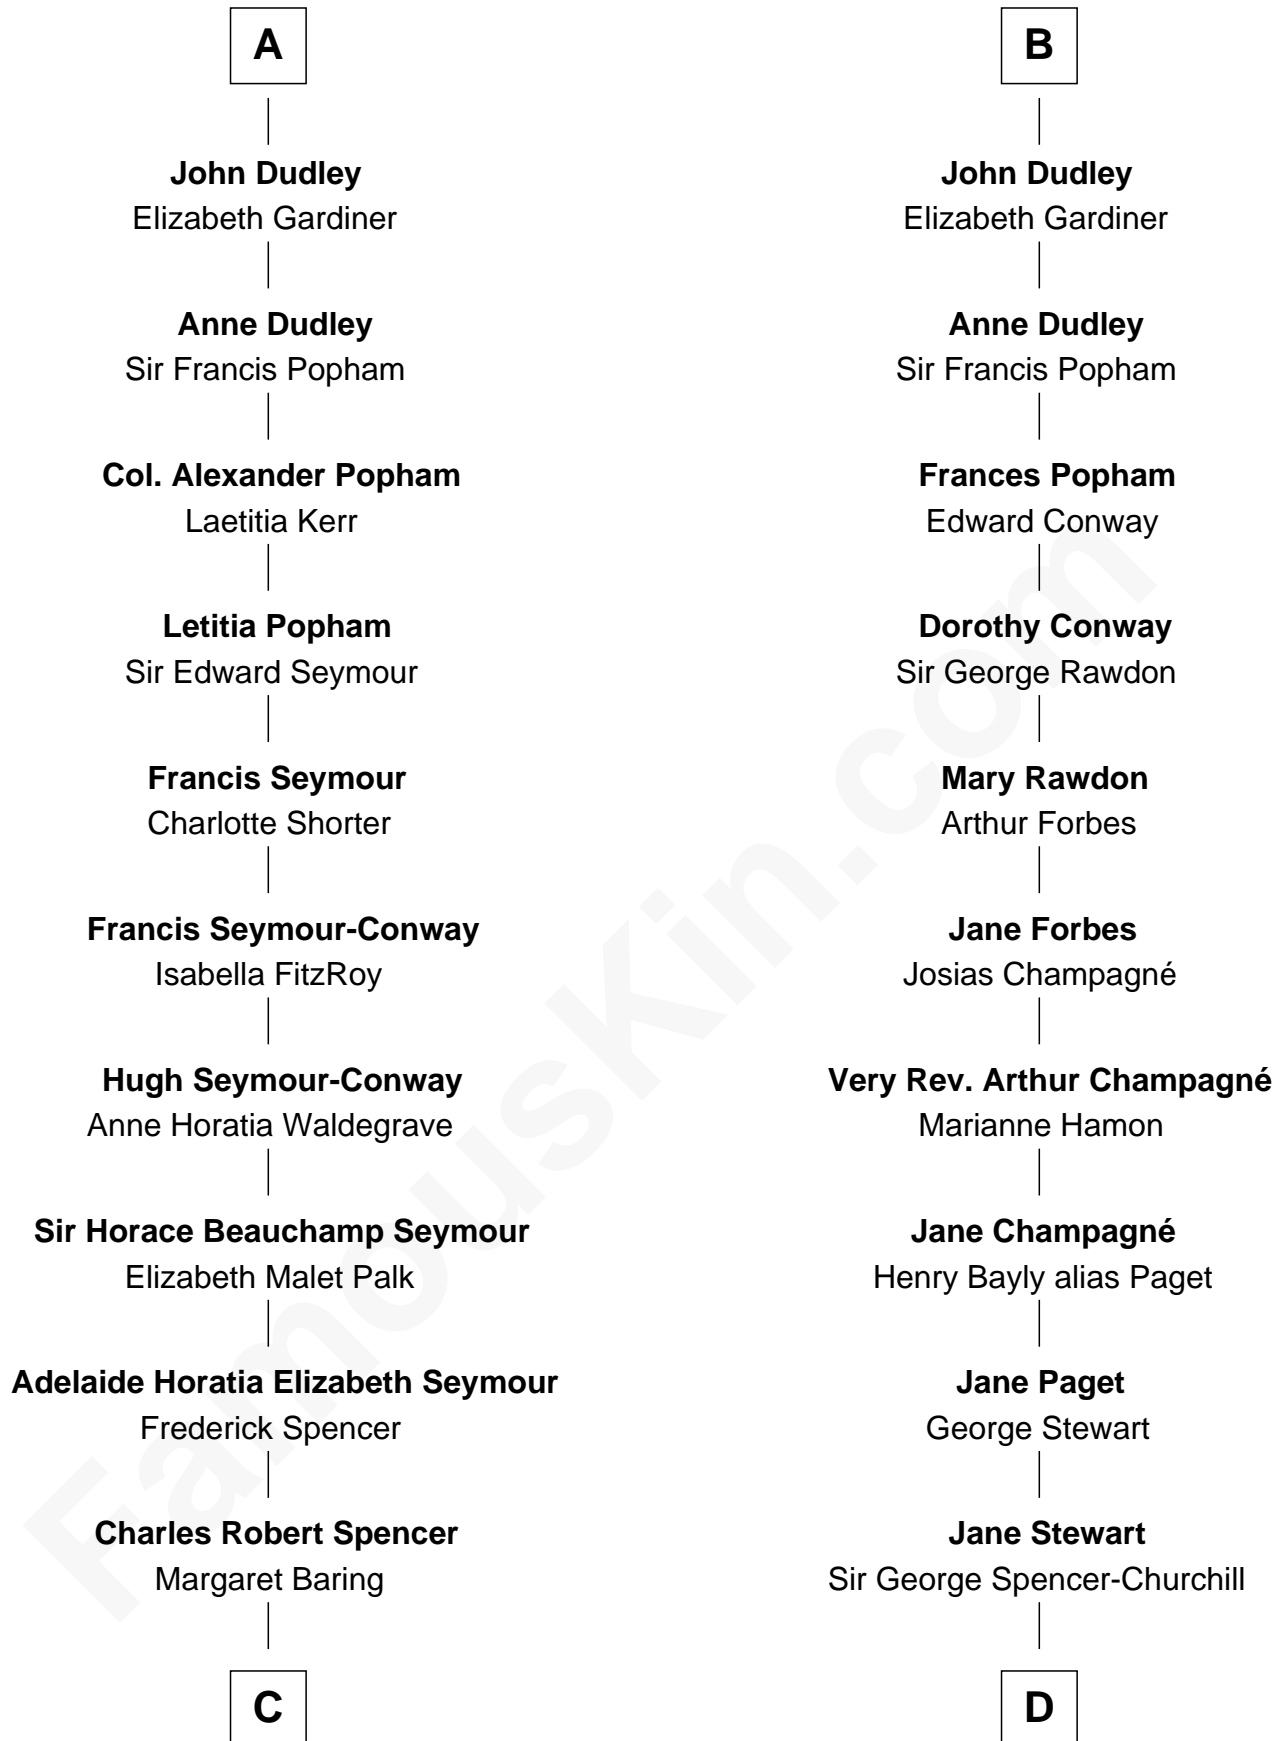 A
John Dudley
Elizabeth Gardiner
Anne Dudley
Sir Francis Popham
Col. Alexander Popham
Laetitia Kerr
Letitia Popham
Sir Edward Seymour
Francis Seymour
Charlotte Shorter
Francis Seymour-Conway
Isabella FitzRoy
Hugh Seymour-Conway
Anne Horatia Waldegrave
Sir Horace Beauchamp Seymour
Elizabeth Malet Palk
Adelaide Horatia Elizabeth Seymour
Frederick Spencer
Charles Robert Spencer
Margaret Baring
C
B
John Dudley
Elizabeth Gardiner
Anne Dudley
Sir Francis Popham
Frances Popham
Edward Conway
Dorothy Conway
Sir George Rawdon
Mary Rawdon
Arthur Forbes
Jane Forbes
Josias Champagné
Very Rev. Arthur Champagné
Marianne Hamon
Jane Champagné
Henry Bayly alias Paget
Jane Paget
George Stewart
Jane Stewart
Sir George Spencer-Churchill
D
FamousKin.com